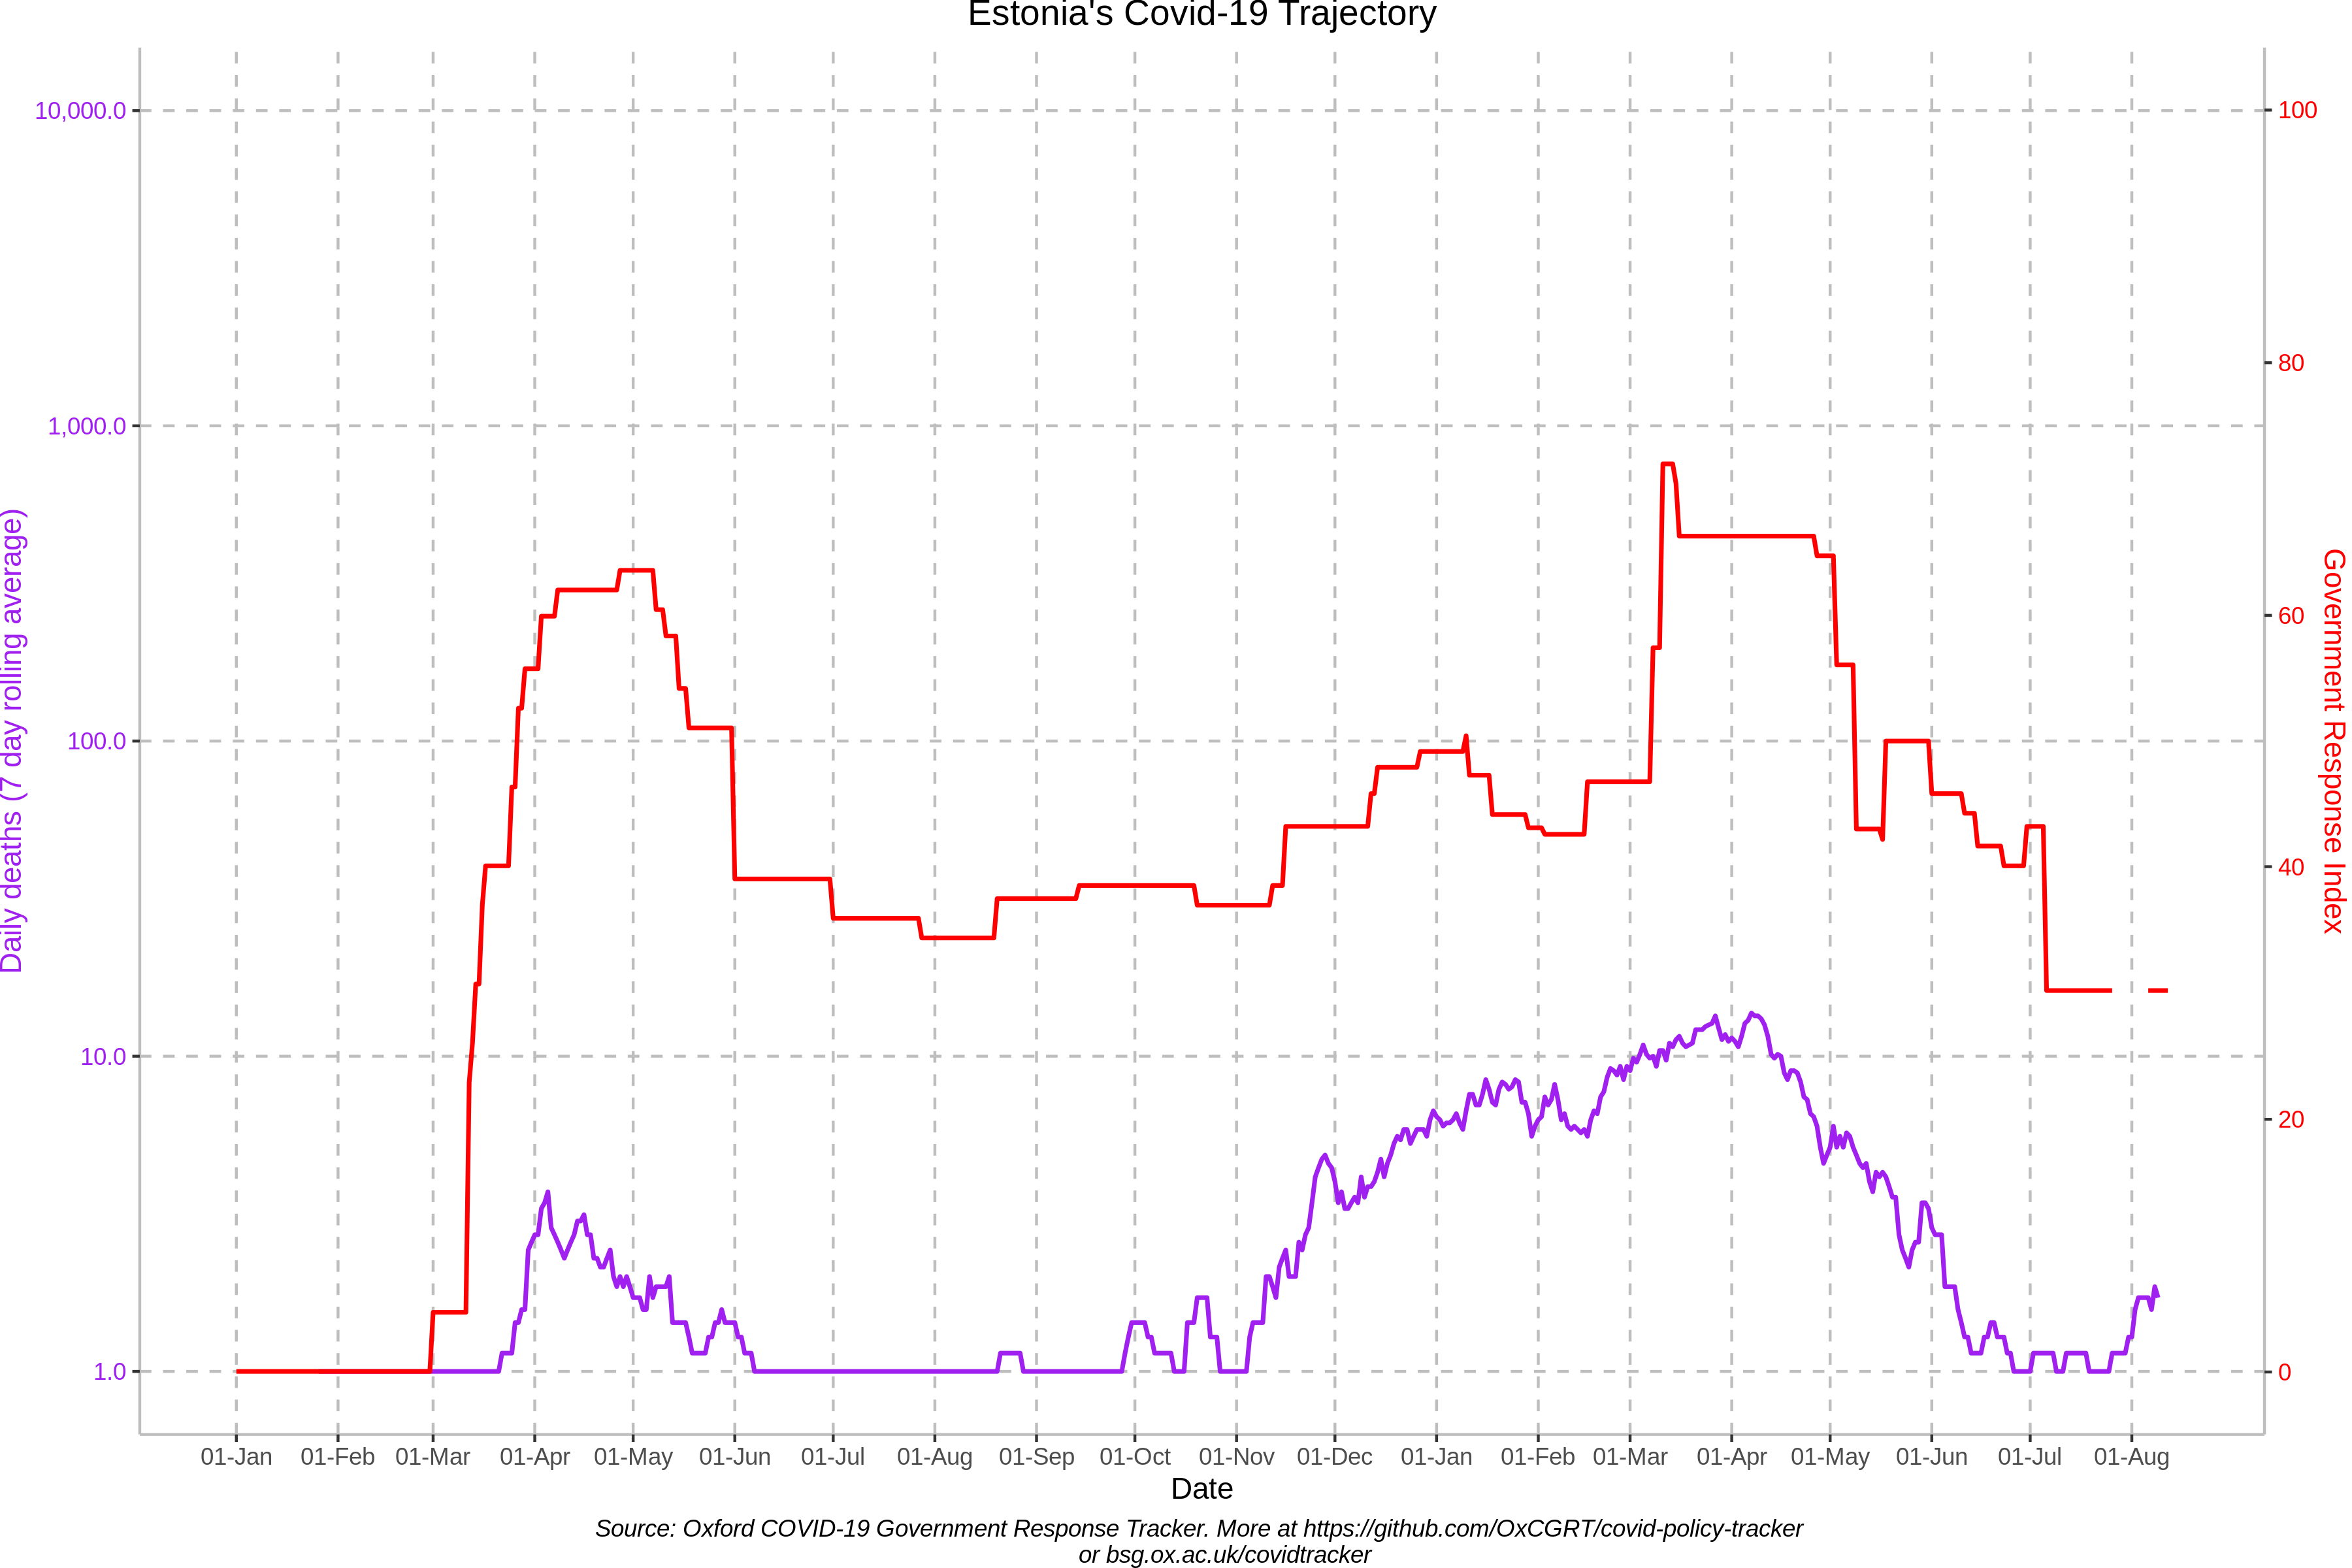 Estonia's Covid-19 Trajectory
10,000.0
1,000.0
100.0
10.0
1.0
Daily deaths (7 day rolling average)
100
80
60
40
20
0
Government Response Index
01-Jan 01-Feb 01-Mar 01-Apr 01-May 01-Jun 01-Jul 01-Aug 01-Sep 01-Oct 01-Nov 01-Dec 01-Jan 01-Feb 01-Mar 01-Apr 01-May 01-Jun 01-Jul 01-Aug
Date
Source: Oxford COVID-19 Government Response Tracker. More at https://github.com/OxCGRT/covid-policy-tracker
or bsg.ox.ac.uk/covidtracker